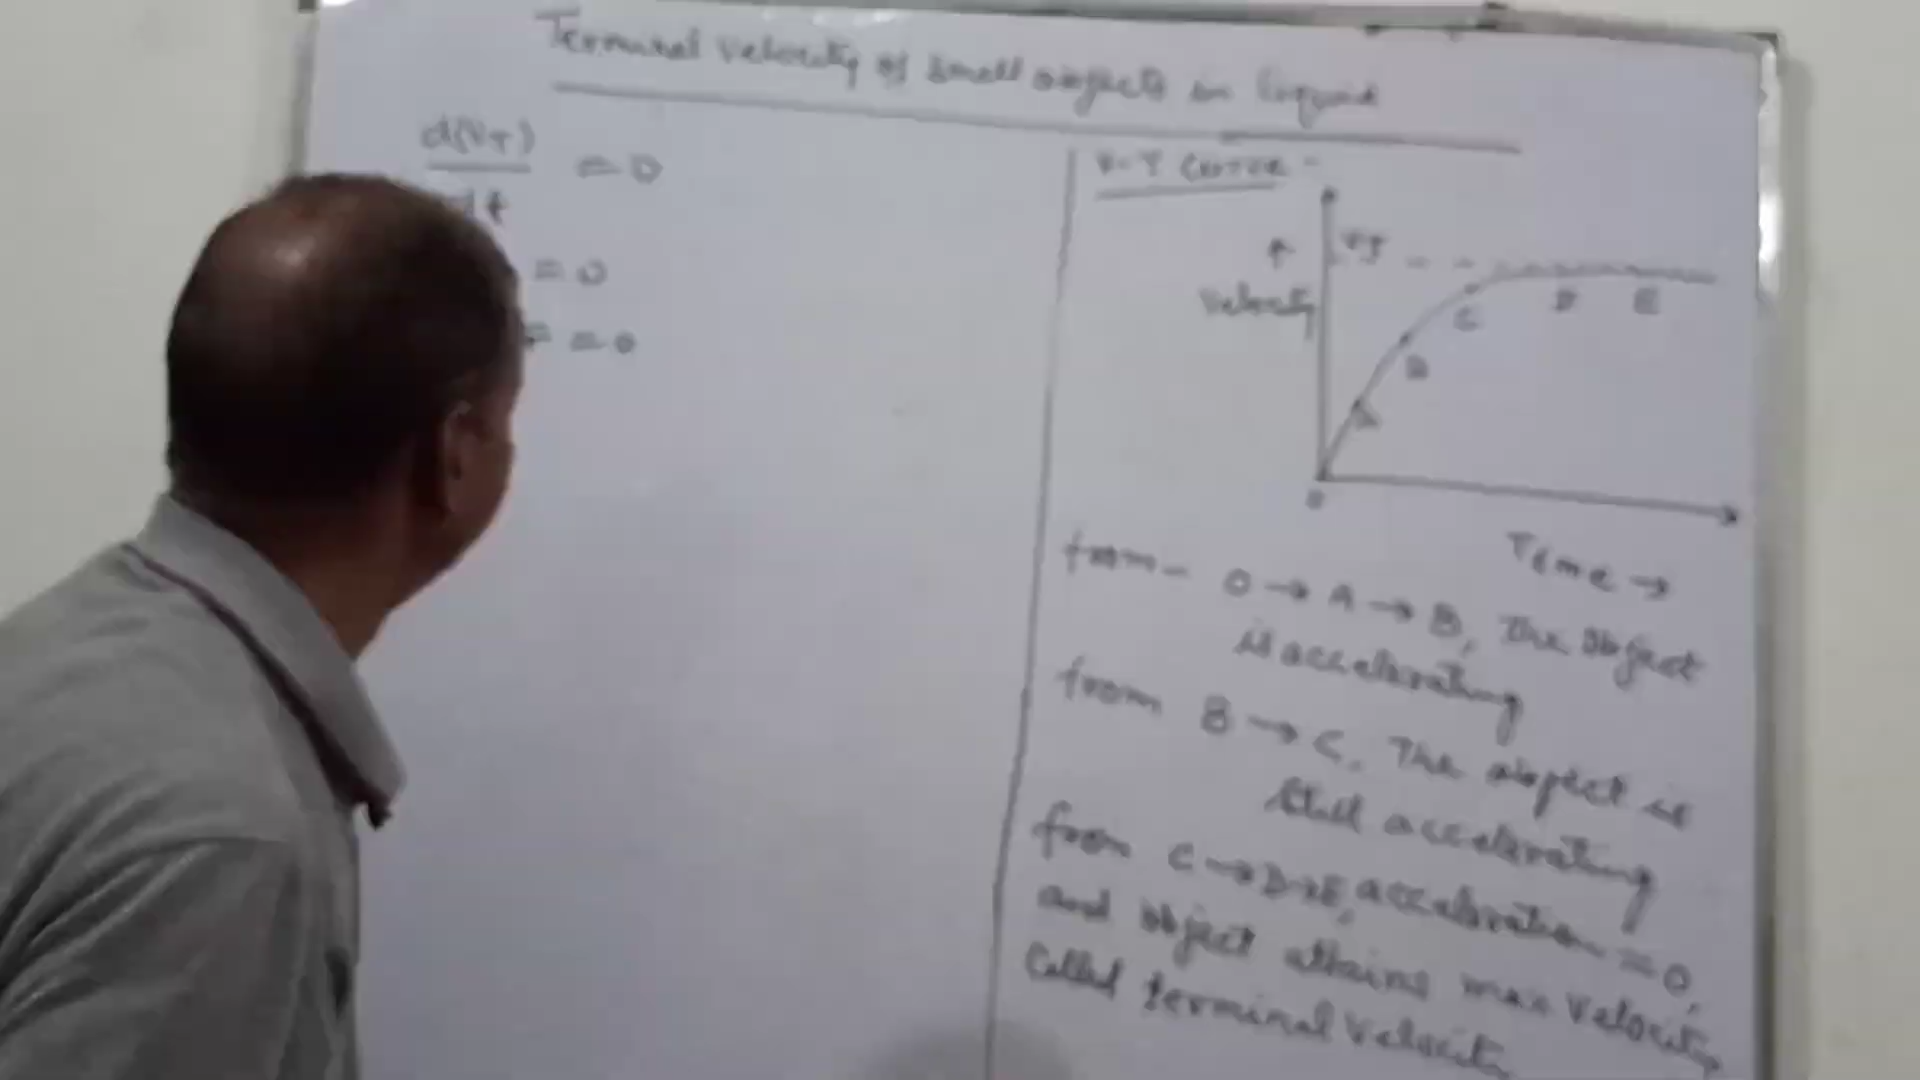 Terminal velocity of small objects in liquid
d(VT) = 0
dt
= 0
F = 0
V-T Curve -
VT
↑
Velocity
C D E
B
A
O
Time →
from - O → A → B, The object
is accelerating
from B → C, The object is
still accelerating
from C → D → E, acceleration = 0,
and object attains max velocity
Called terminal velocity